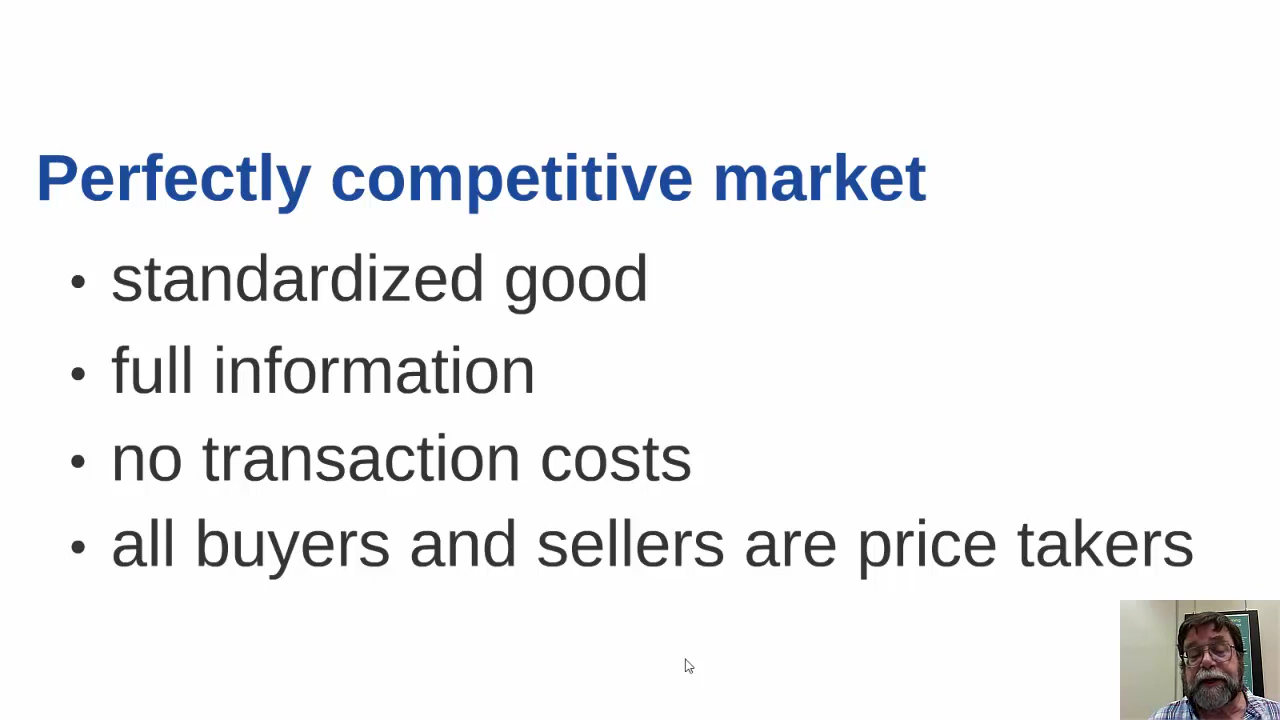 Perfectly competitive market
• standardized good
• full information
• no transaction costs
• all buyers and sellers are price takers